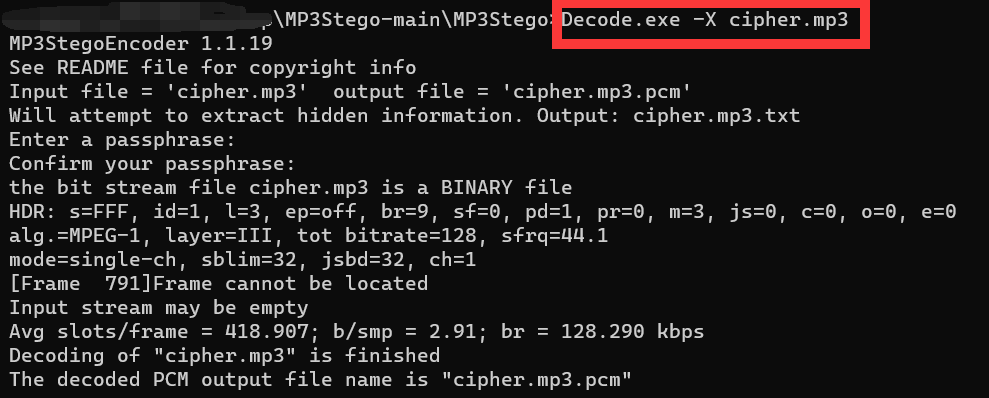 \MP3Stego-main\MP3Stego>Decode.exe -X cipher.mp3
MP3StegoEncoder 1.1.19
See README file for copyright info
Input file = 'cipher.mp3'  output file = 'cipher.mp3.pcm'
Will attempt to extract hidden information. Output: cipher.mp3.txt
Enter a passphrase:
Confirm your passphrase:
the bit stream file cipher.mp3 is a BINARY file
HDR: s=FFF, id=1, l=3, ep=off, br=9, sf=0, pd=1, pr=0, m=3, js=0, c=0, o=0, e=0
alg.=MPEG-1, layer=III, tot bitrate=128, sfrq=44.1
mode=single-ch, sblim=32, jsbd=32, ch=1
[Frame  791]Frame cannot be located
Input stream may be empty
Avg slots/frame = 418.907; b/smp = 2.91; br = 128.290 kbps
Decoding of "cipher.mp3" is finished
The decoded PCM output file name is "cipher.mp3.pcm"